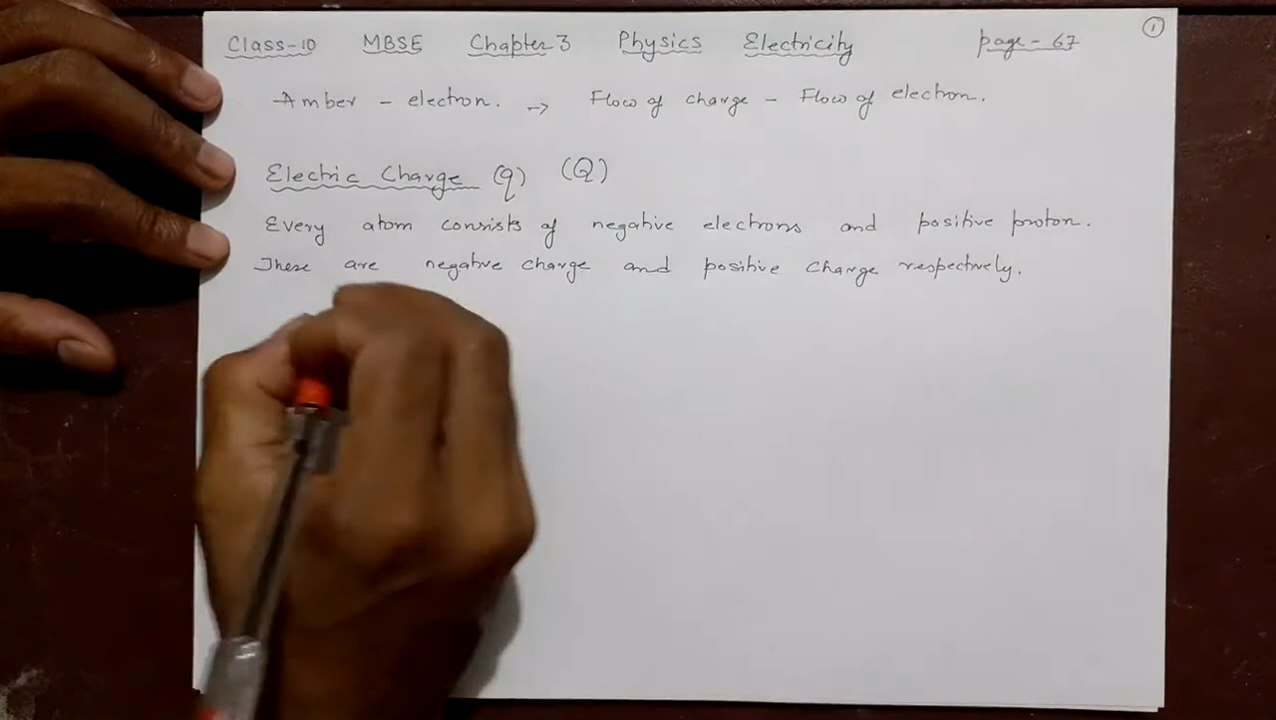 Class-10 MBSE Chapter 3 Physics Electricity page-67 1
Amber - electron. → Flow of charge - Flow of electron.
Electric Charge (q) (Q)
Every atom consists of negative electrons and positive proton.
These are negative charge and positive charge respectively.